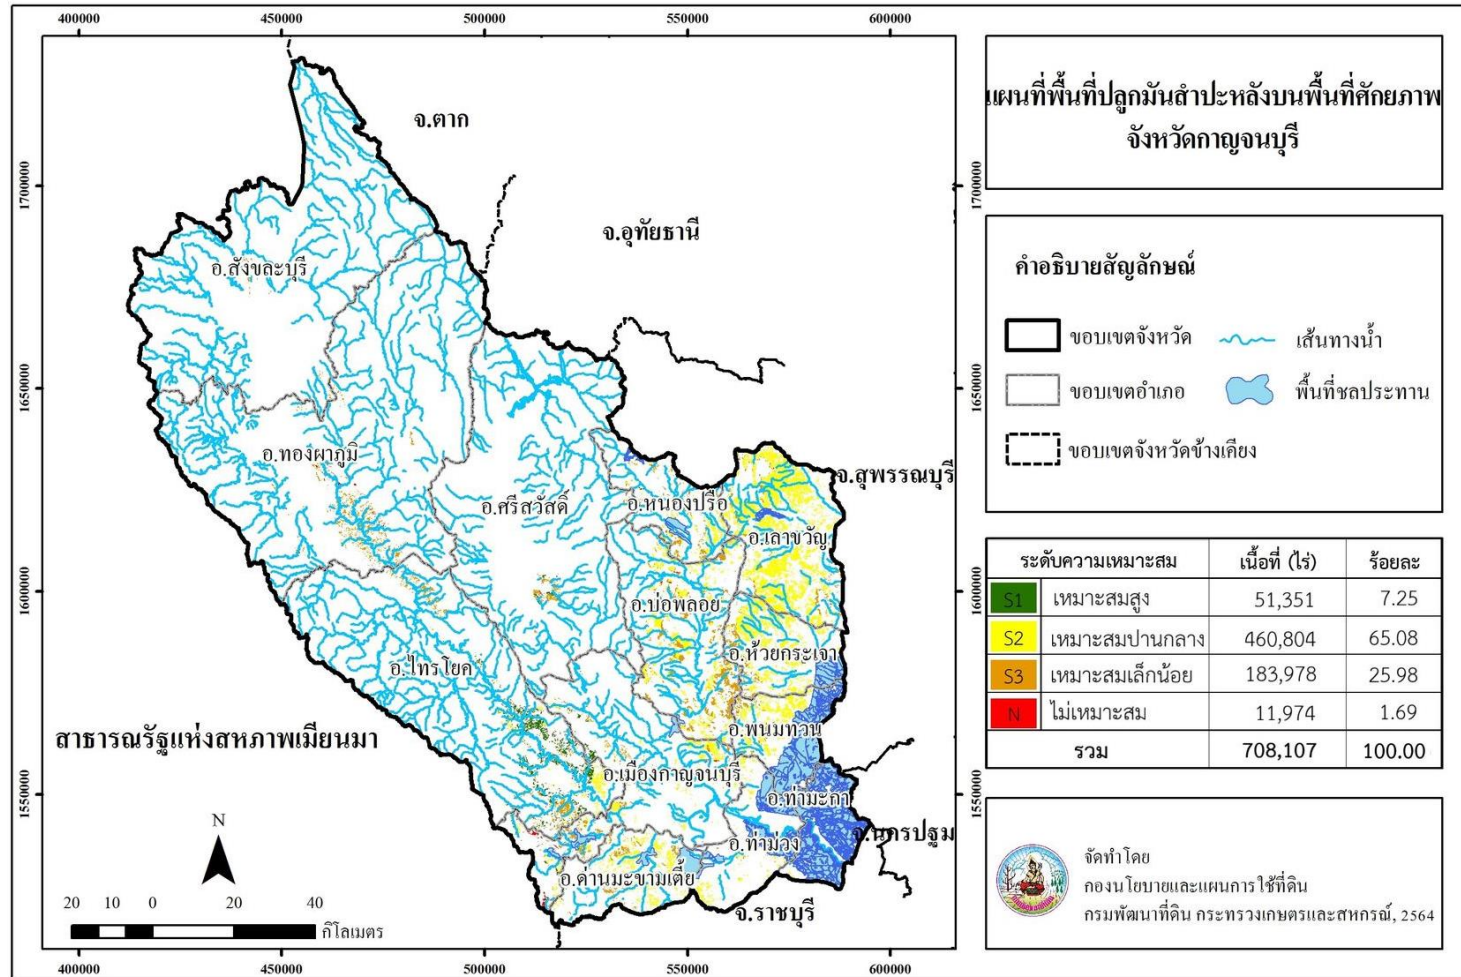 400000 450000 500000 550000 600000
แผนที่พื้นที่ปลูกมันสำปะหลังบนพื้นที่ศักยภาพ
จังหวัดกาญจนบุรี
จ.ตาก
1700000
1700000
จ.อุทัยธานี
อ.สังขละบุรี
คำอธิบายสัญลักษณ์
ขอบเขตจังหวัด เส้นทางน้ำ
ขอบเขตอำเภอ พื้นที่ชลประทาน
ขอบเขตจังหวัดข้างเคียง
1650000
1650000
อ.ทองผาภูมิ
จ.สุพรรณบุรี
อ.ศรีสวัสดิ์
อ.หนองปรือ
อ.เลาขวัญ
ระดับความเหมาะสม เนื้อที่ (ไร่) ร้อยละ
S1 เหมาะสมสูง 51,351 7.25
S2 เหมาะสมปานกลาง 460,804 65.08
S3 เหมาะสมเล็กน้อย 183,978 25.98
N ไม่เหมาะสม 11,974 1.69
รวม 708,107 100.00
1600000
1600000
อ.บ่อพลอย
อ.ห้วยกระเจา
อ.ไทรโยค
สาธารณรัฐแห่งสหภาพเมียนมา
อ.พนมทวน
อ.เมืองกาญจนบุรี
อ.ท่ามะกา
1550000
1550000
จ.นครปฐม
อ.ท่าม่วง
อ.ด่านมะขามเตี้ย
จ.ราชบุรี
N
20 10 0 20 40
กิโลเมตร
จัดทำโดย
กองนโยบายและแผนการใช้ที่ดิน
กรมพัฒนาที่ดิน กระทรวงเกษตรและสหกรณ์, 2564
400000 450000 500000 550000 600000